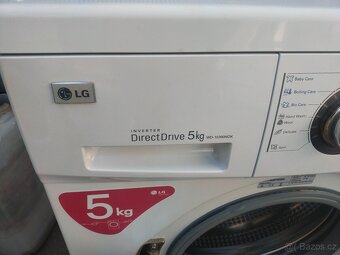 LG
INVERTER
DirectDrive 5kg
Baby Care
Boiling Care
Bio Care
Hand Wash
Wool
Delicate
Spin
5kg
LG
Bazos.cz